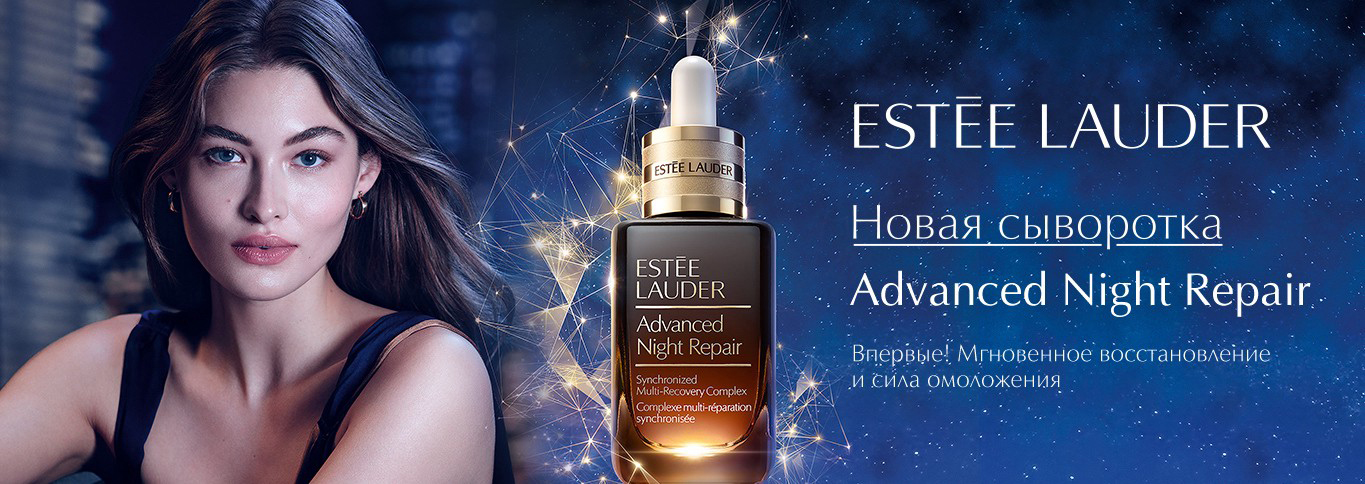 ESTĒE LAUDER
ESTĒE
LAUDER
Advanced
Night Repair
Synchronized
Multi-Recovery Complex
Complexe multi-réparation
synchronisée
ESTĒE LAUDER
Новая сыворотка
Advanced Night Repair
Впервые! Мгновенное восстановление
и сила омоложения